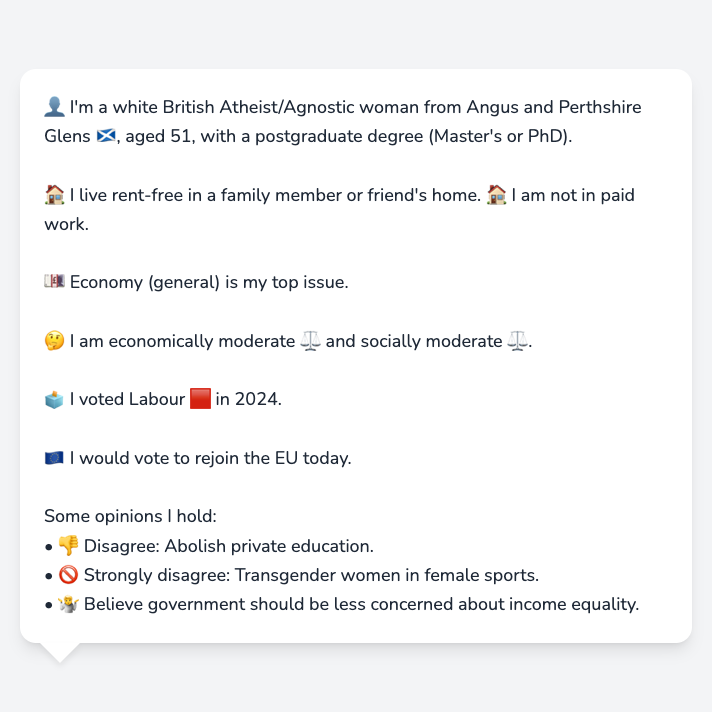 👤 I'm a white British Atheist/Agnostic woman from Angus and Perthshire
Glens 🏴󠁧󠁢󠁳󠁣󠁴󠁿, aged 51, with a postgraduate degree (Master's or PhD).
🏠 I live rent-free in a family member or friend's home. 🏠 I am not in paid
work.
💷 Economy (general) is my top issue.
🤔 I am economically moderate ⚖️ and socially moderate ⚖️.
🗳️ I voted Labour 🟥 in 2024.
🇪🇺 I would vote to rejoin the EU today.
Some opinions I hold:
• 👎 Disagree: Abolish private education.
• 🚫 Strongly disagree: Transgender women in female sports.
• 🤷 Believe government should be less concerned about income equality.